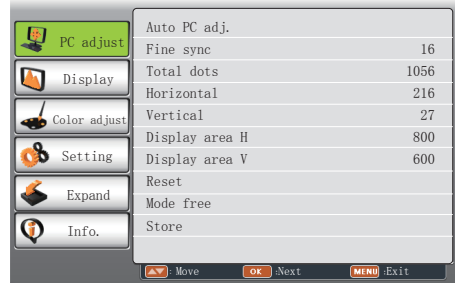 PC adjust
Display
Color adjust
Setting
Expand
Info.
Auto PC adj.
Fine sync 16
Total dots 1056
Horizontal 216
Vertical 27
Display area H 800
Display area V 600
Reset
Mode free
Store
: Move OK :Next MENU :Exit